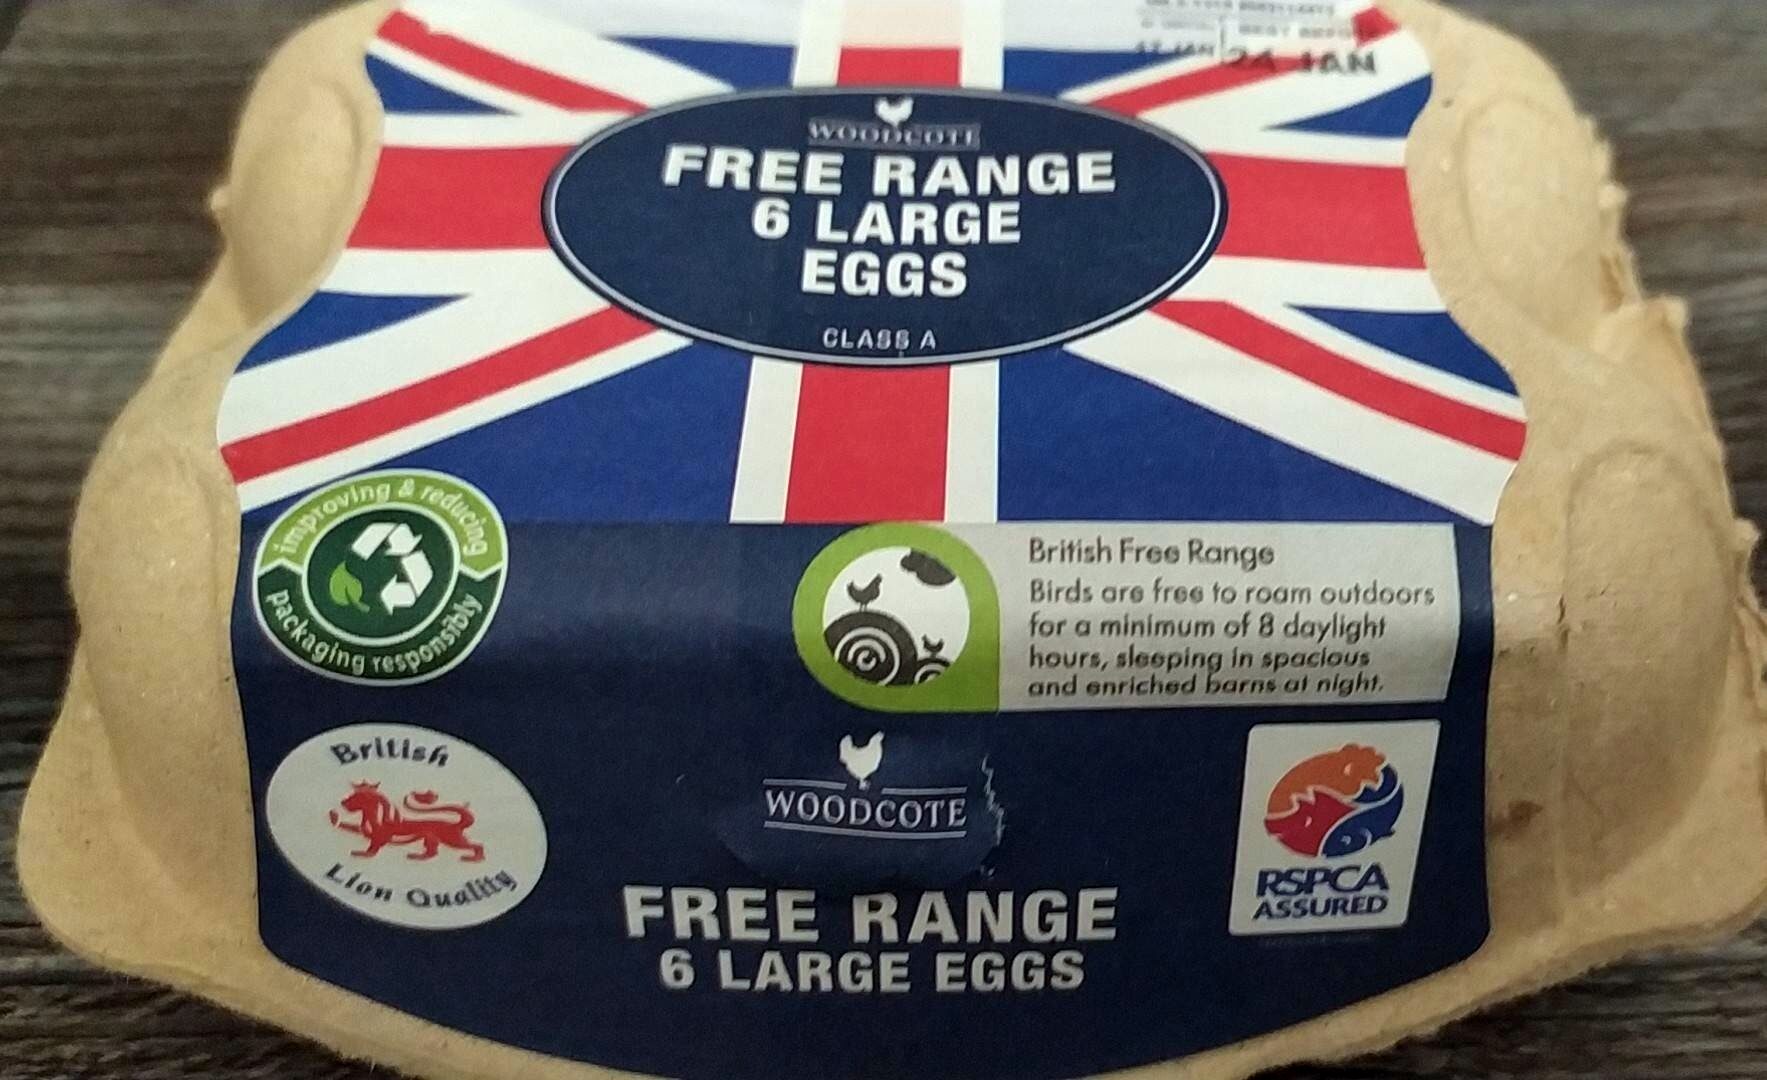 BEST BEFORE
24 JAN
WOODCOTE
FREE RANGE
6 LARGE
EGGS
CLASS A
improving & reducing
packaging responsibly
British Free Range
Birds are free to roam outdoors
for a minimum of 8 daylight
hours, sleeping in spacious
and enriched barns at night.
British
Lion Quality
WOODCOTE
RSPCA
ASSURED
FREE RANGE
6 LARGE EGGS